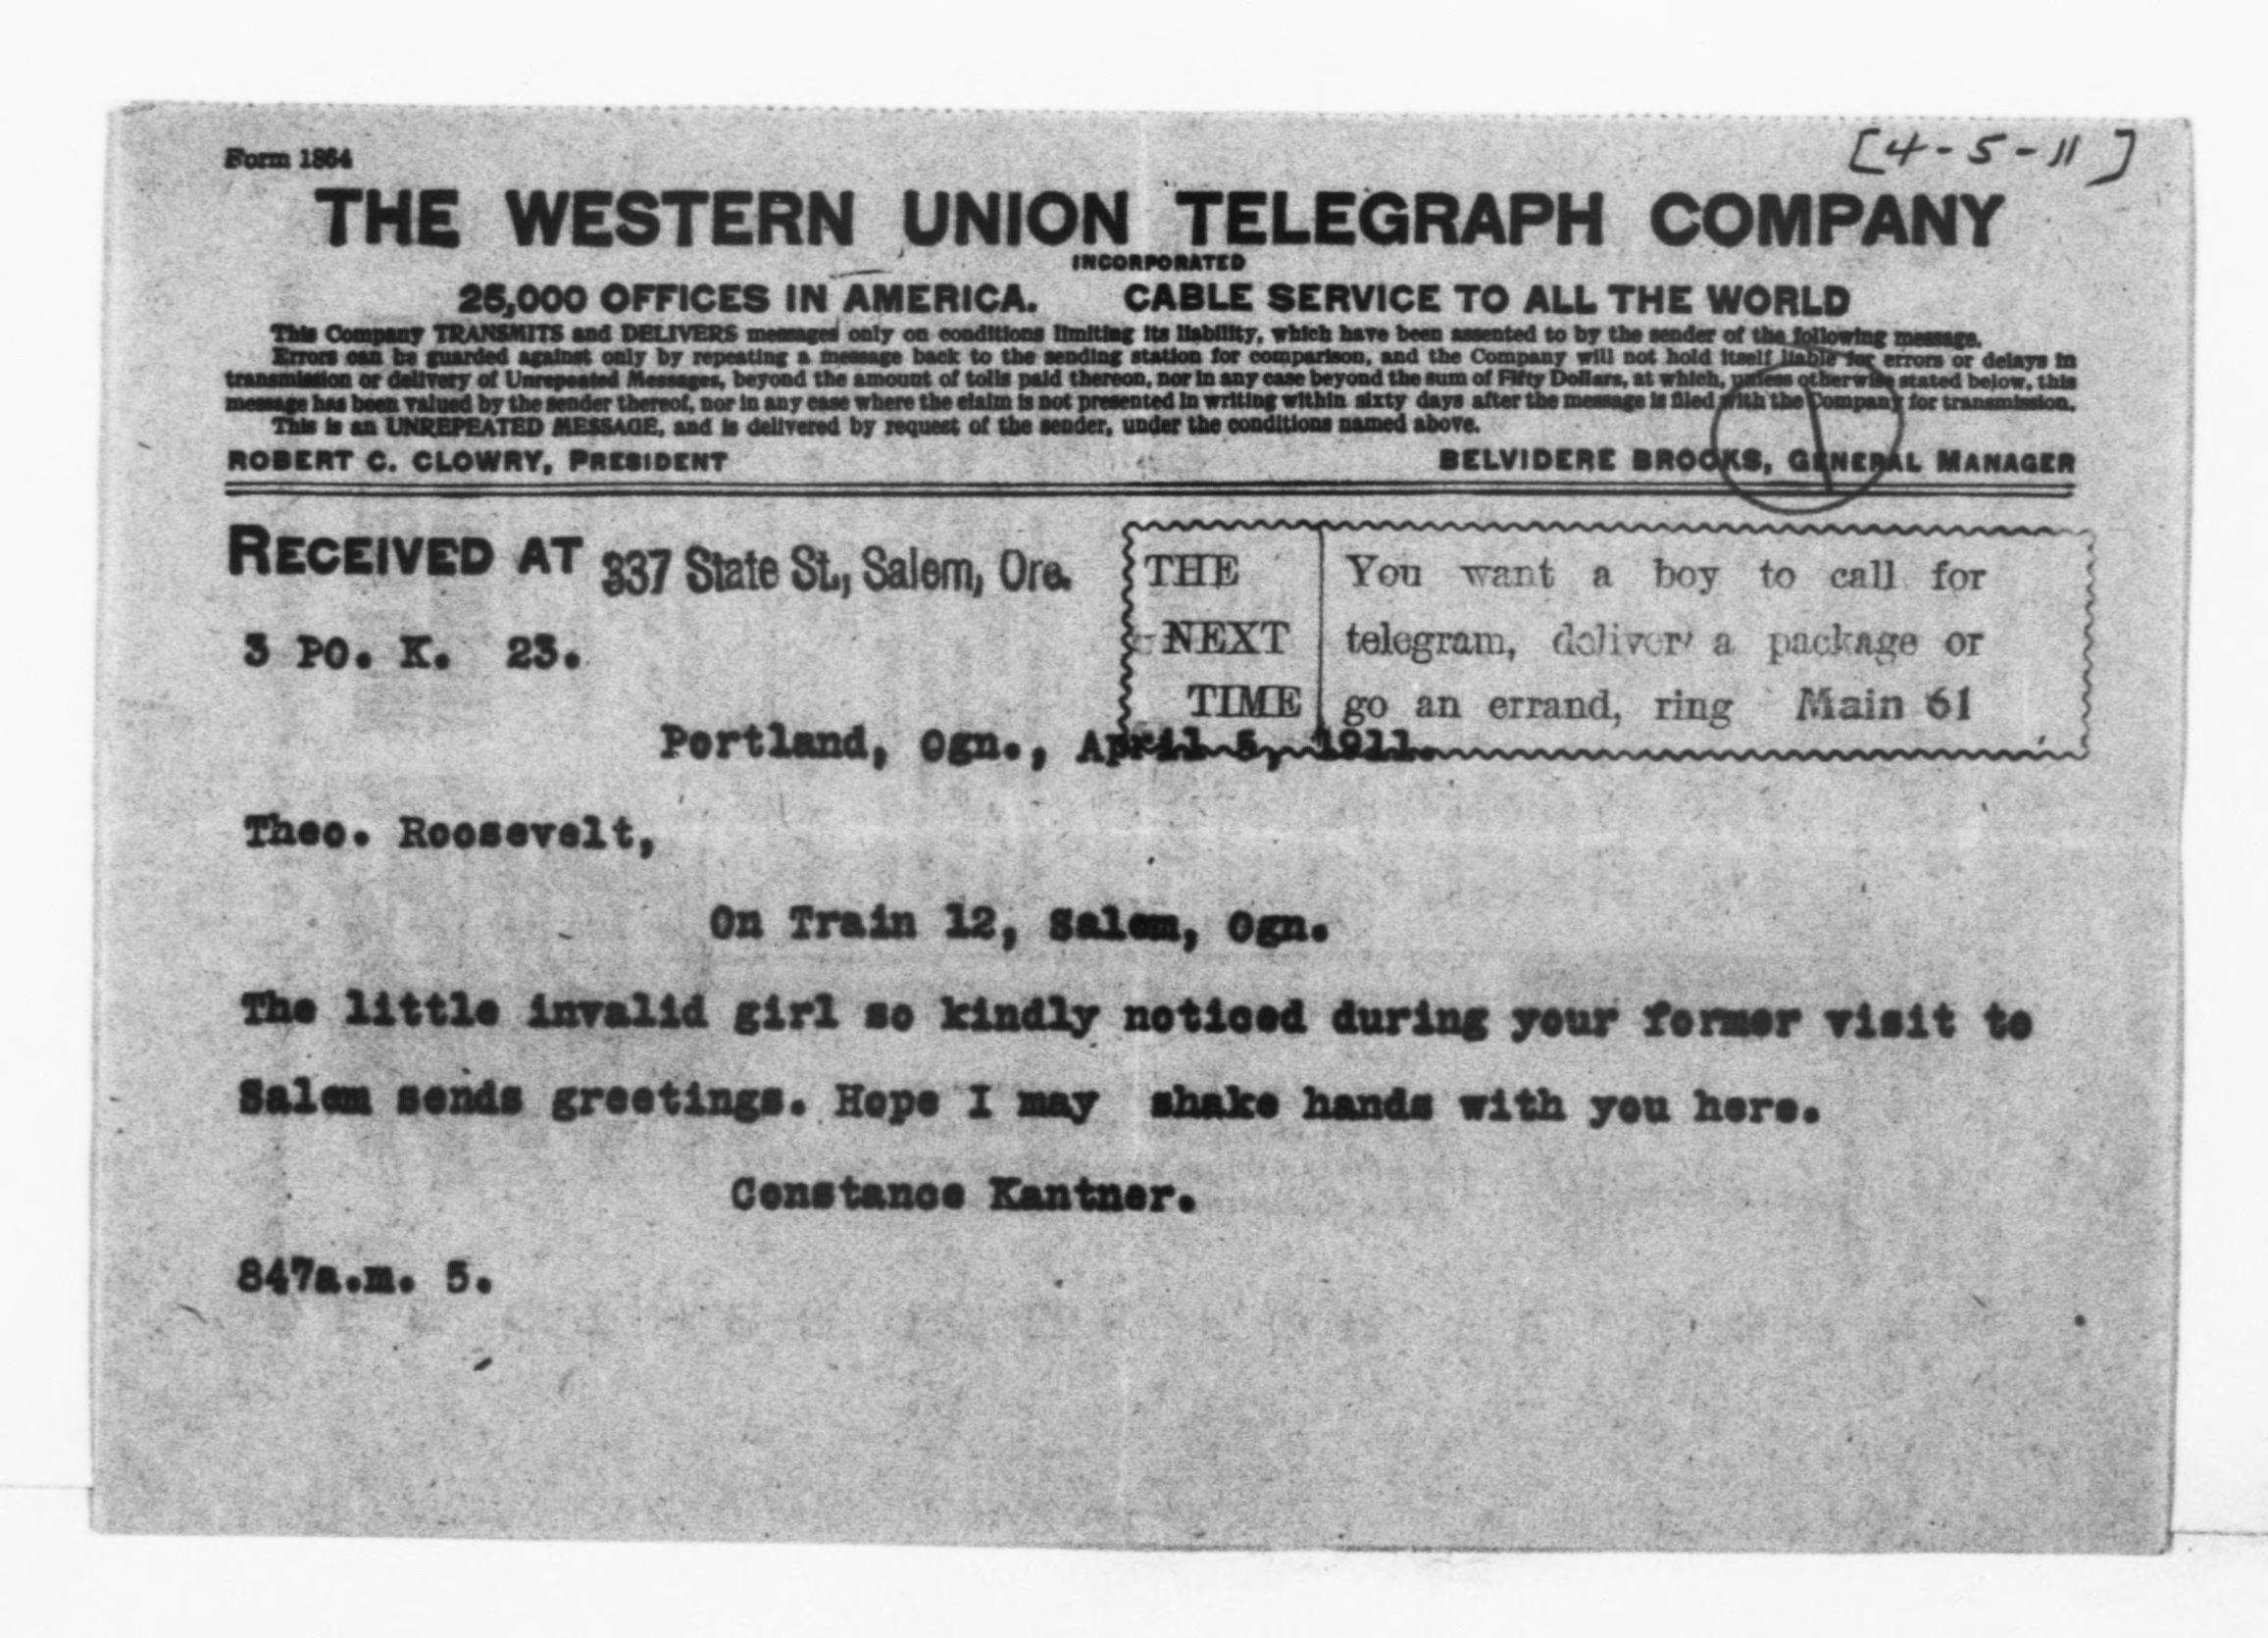 [4-5-11]
Form 1864
THE WESTERN UNION TELEGRAPH COMPANY
INCORPORATED
25,000 OFFICES IN AMERICA. CABLE SERVICE TO ALL THE WORLD
This Company TRANSMITS and DELIVERS messages only on conditions limiting its liability, which have been assented to by the sender of the following message.
Errors can be guarded against only by repeating a message back to the sending station for comparison, and the Company will not hold itself liable for errors or delays in
transmission or delivery of Unrepeated Messages, beyond the amount of tolls paid thereon, nor in any case beyond the sum of Fifty Dollars, at which, unless otherwise stated below, this
message has been valued by the sender thereof, nor in any case where the claim is not presented in writing within sixty days after the message is filed with the Company for transmission.
This is an UNREPEATED MESSAGE, and is delivered by request of the sender, under the conditions named above.
ROBERT C. CLOWRY, PRESIDENT BELVIDERE BROOKS, GENERAL MANAGER
RECEIVED AT 337 State St., Salem, Ore.
THE NEXT TIME
You want a boy to call for
telegram, deliver a package or
go an errand, ring Main 61
3 PO. K. 23.
Portland, Ogn., April 5, 1911.
Theo. Roosevelt,
On Train 12, Salem, Ogn.
The little invalid girl so kindly noticed during your former visit to
Salem sends greetings. Hope I may shake hands with you here.
Constance Kantner.
847a.m. 5.